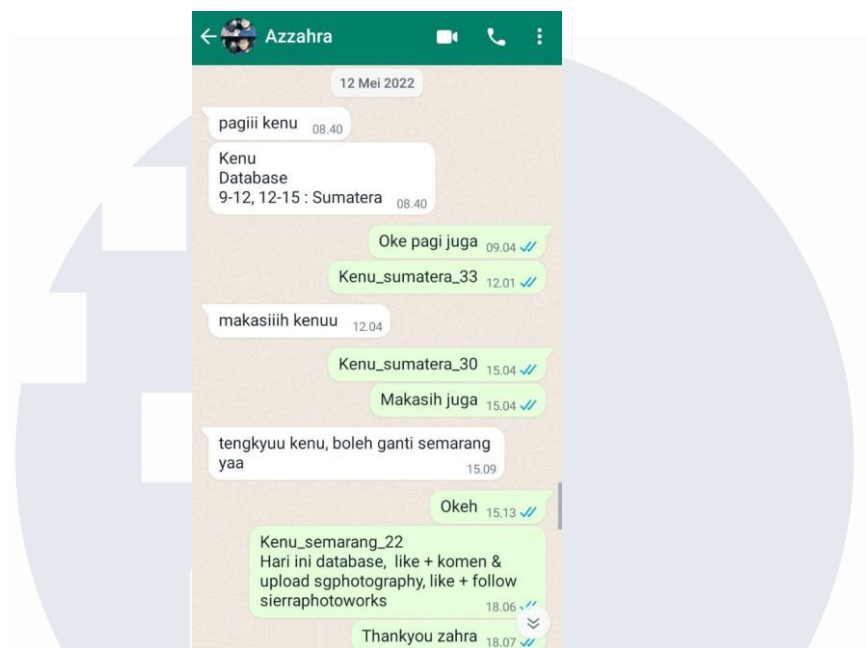 Azzahra
12 Mei 2022
pagiii kenu 08.40
Kenu
Database
9-12, 12-15 : Sumatera 08.40
Oke pagi juga 09.04
Kenu_sumatera_33 12.01
makasiiih kenuu 12.04
Kenu_sumatera_30 15.04
Makasih juga 15.04
tengkyuu kenu, boleh ganti semarang
yaa 15.09
Okeh 15.13
Kenu_semarang_22
Hari ini database, like + komen &
upload sgphotography, like + follow
sierraphotoworks 18.06
Thankyou zahra 18.07